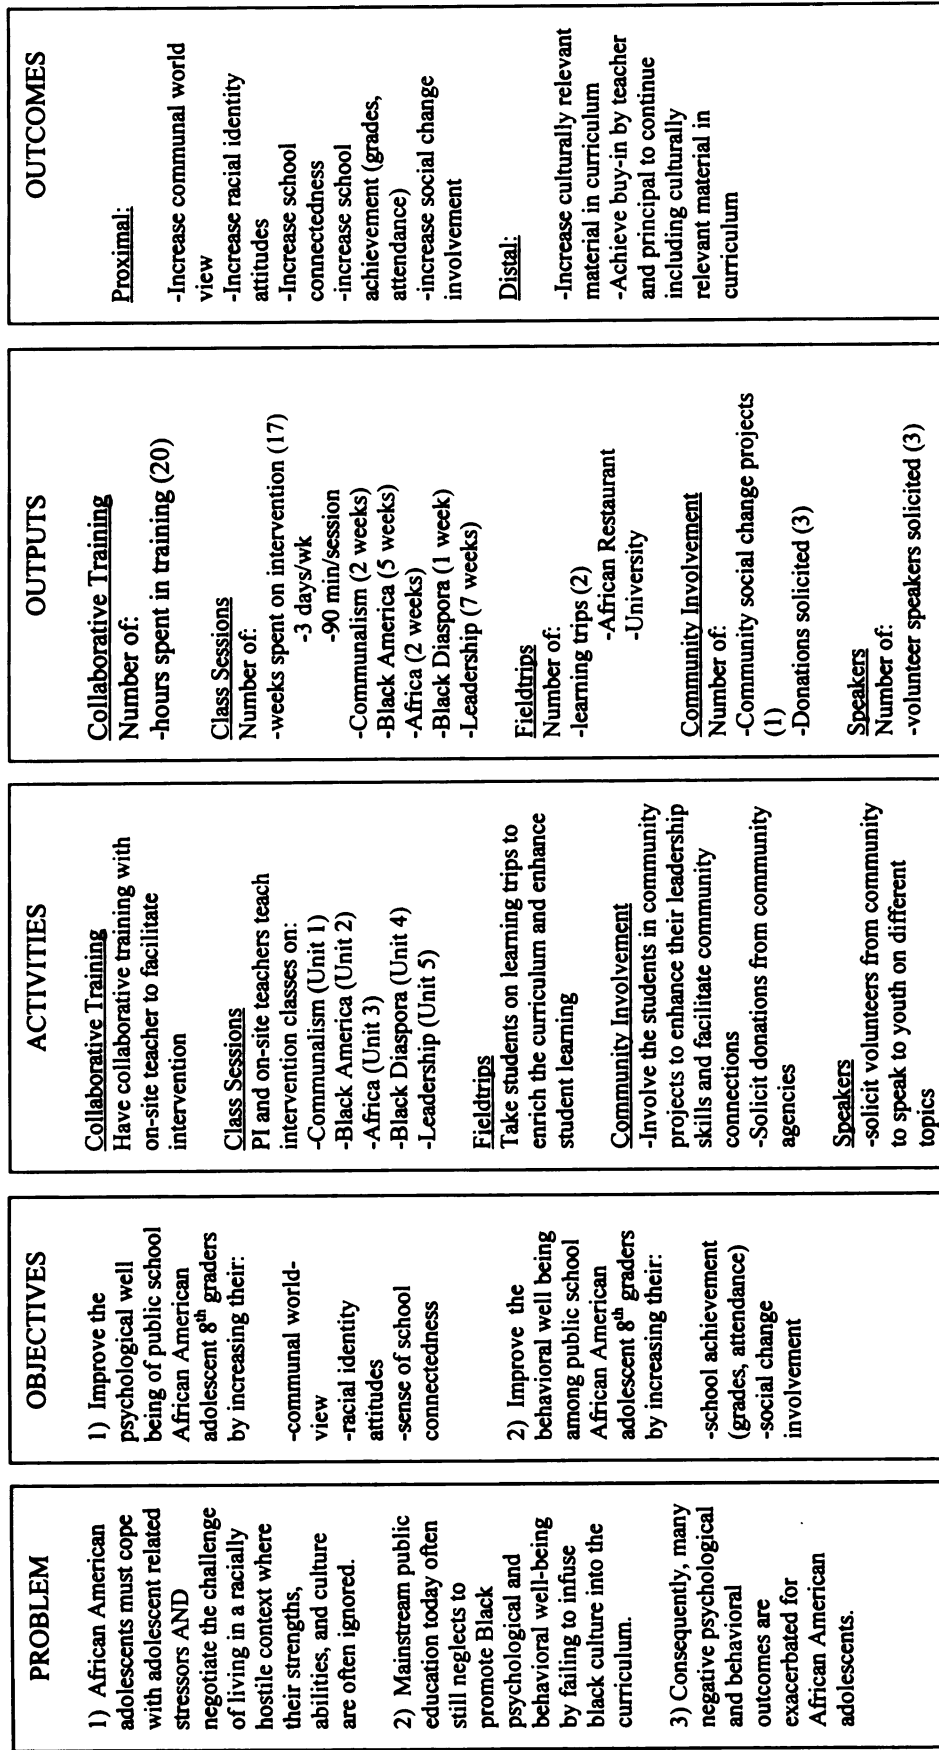 PROBLEM
1) African American
adolescents must cope
with adolescent related
stressors AND
negotiate the challenge
of living in a racially
hostile context where
their strengths,
abilities, and culture
are often ignored.
2) Mainstream public
education today often
still neglects to
promote Black
psychological and
behavioral well-being
by failing to infuse
black culture into the
curriculum.
3) Consequently, many
negative psychological
and behavioral
outcomes are
exacerbated for
African American
adolescents.
OBJECTIVES
1) Improve the
psychological well
being of public school
African American
adolescent 8th graders
by increasing their:
-communal world-
view
-racial identity
attitudes
-sense of school
connectedness
2) Improve the
behavioral well being
among public school
African American
adolescent 8th graders
by increasing their:
-school achievement
(grades, attendance)
-social change
involvement
ACTIVITIES
Collaborative Training
Have collaborative training with
on-site teacher to facilitate
intervention
Class Sessions
PI and on-site teachers teach
intervention classes on:
-Communalism (Unit 1)
-Black America (Unit 2)
-Africa (Unit 3)
-Black Diaspora (Unit 4)
-Leadership (Unit 5)
Fieldtrips
Take students on learning trips to
enrich the curriculum and enhance
student learning
Community Involvement
-Involve the students in community
projects to enhance their leadership
skills and facilitate community
connections
-Solicit donations from community
agencies
Speakers
-solicit volunteers from community
to speak to youth on different
topics
OUTPUTS
Collaborative Training
Number of:
-hours spent in training (20)
Class Sessions
Number of:
-weeks spent on intervention (17)
-3 days/wk
-90 min/session
-Communalism (2 weeks)
-Black America (5 weeks)
-Africa (2 weeks)
-Black Diaspora (1 week)
-Leadership (7 weeks)
Fieldtrips
Number of:
-learning trips (2)
-African Restaurant
-University
Community Involvement
Number of:
-Community social change projects
(1)
-Donations solicited (3)
Speakers
Number of:
-volunteer speakers solicited (3)
OUTCOMES
Proximal:
-Increase communal world
view
-Increase racial identity
attitudes
-Increase school
connectedness
-increase school
achievement (grades,
attendance)
-increase social change
involvement
Distal:
-Increase culturally relevant
material in curriculum
-Achieve buy-in by teacher
and principal to continue
including culturally
relevant material in
curriculum